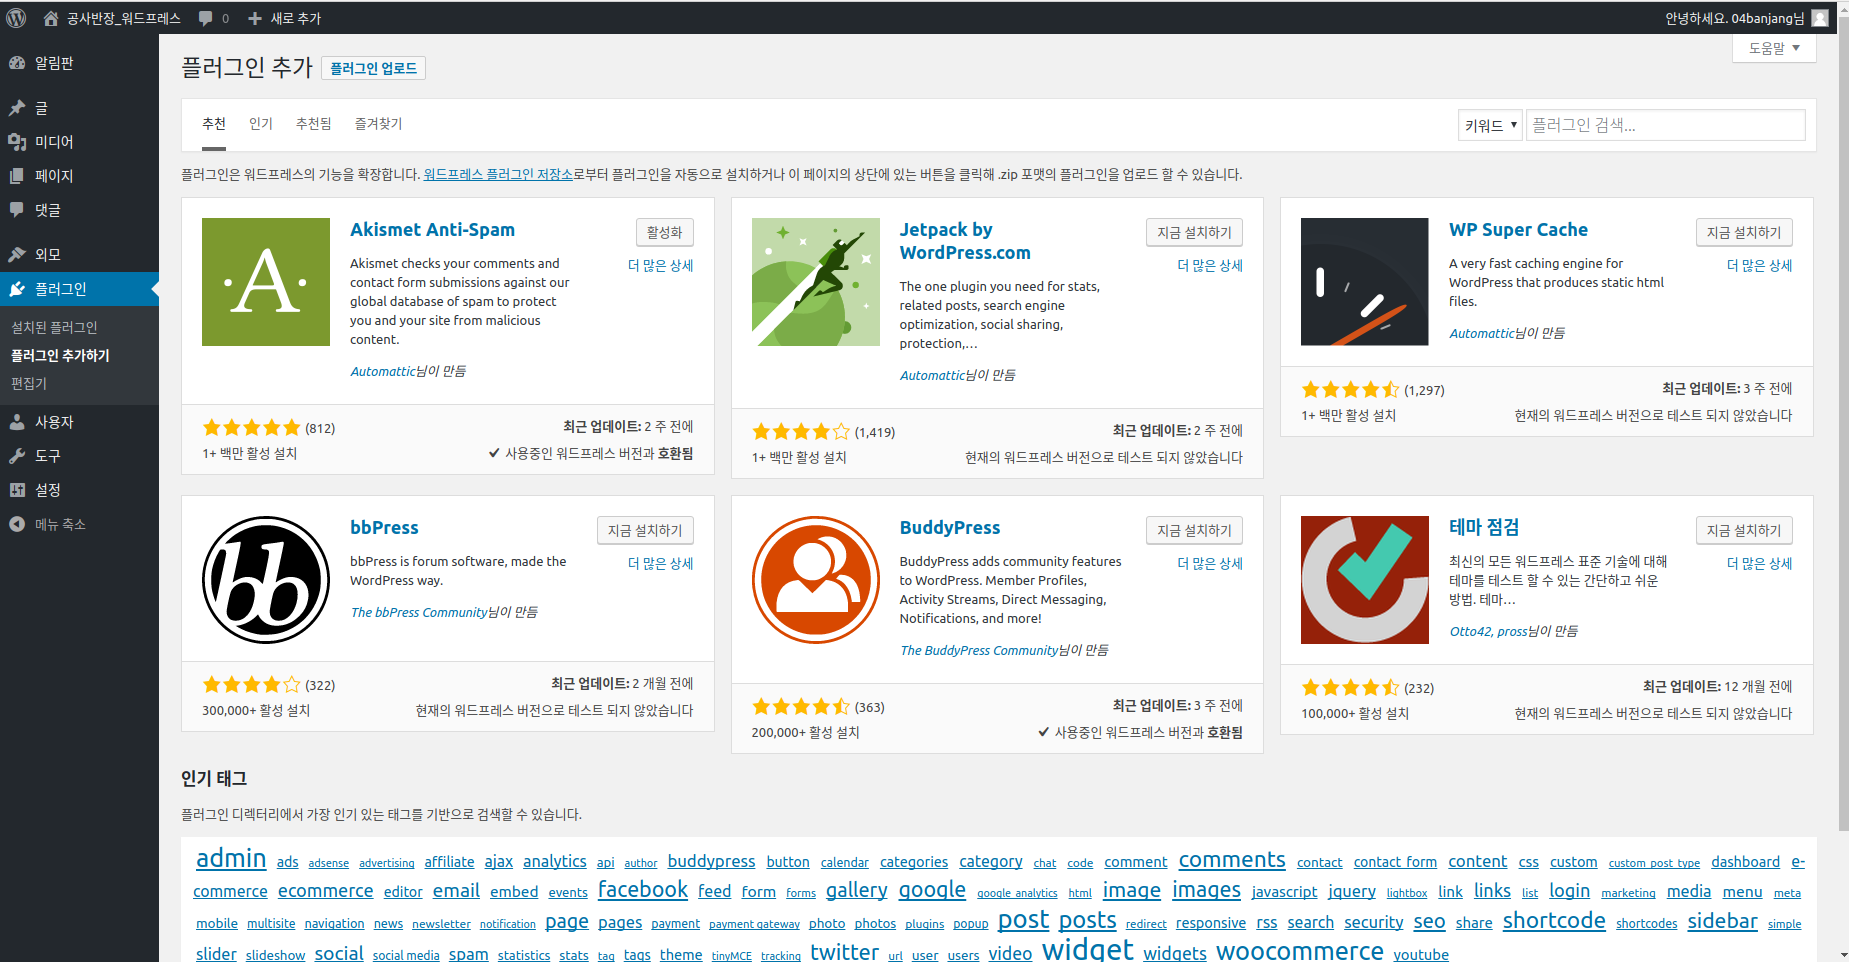 공사반장_워드프레스 0 새로 추가
안녕하세요. 04banjang님
알림판
글
미디어
페이지
댓글
외모
플러그인
설치된 플러그인
플러그인 추가하기
편집기
사용자
도구
설정
메뉴 축소
도움말
플러그인 추가 플러그인 업로드
추천 인기 추천됨 즐겨찾기
키워드 플러그인 검색...
플러그인은 워드프레스의 기능을 확장합니다. 워드프레스 플러그인 저장소로부터 플러그인을 자동으로 설치하거나 이 페이지의 상단에 있는 버튼을 클릭해 .zip 포맷의 플러그인을 업로드 할 수 있습니다.
A
Akismet Anti-Spam
활성화
더 많은 상세
Akismet checks your comments and
contact form submissions against our
global database of spam to protect
you and your site from malicious
content.
Automattic님이 만듬
(812)
최근 업데이트: 2 주 전에
1+ 백만 활성 설치
사용중인 워드프레스 버전과 호환됨
Jetpack by
WordPress.com
지금 설치하기
더 많은 상세
The one plugin you need for stats,
related posts, search engine
optimization, social sharing,
protection,…
Automattic님이 만듬
(1,419)
최근 업데이트: 2 주 전에
1+ 백만 활성 설치
현재의 워드프레스 버전으로 테스트 되지 않았습니다
WP Super Cache
지금 설치하기
더 많은 상세
A very fast caching engine for
WordPress that produces static html
files.
Automattic님이 만듬
(1,297)
최근 업데이트: 3 주 전에
1+ 백만 활성 설치
현재의 워드프레스 버전으로 테스트 되지 않았습니다
bb
bbPress
지금 설치하기
더 많은 상세
bbPress is forum software, made the
WordPress way.
The bbPress Community님이 만듬
(322)
최근 업데이트: 2 개월 전에
300,000+ 활성 설치
현재의 워드프레스 버전으로 테스트 되지 않았습니다
BuddyPress
지금 설치하기
더 많은 상세
BuddyPress adds community features
to WordPress. Member Profiles,
Activity Streams, Direct Messaging,
Notifications, and more!
The BuddyPress Community님이 만듬
(363)
최근 업데이트: 3 주 전에
200,000+ 활성 설치
사용중인 워드프레스 버전과 호환됨
테마 점검
지금 설치하기
더 많은 상세
최신의 모든 워드프레스 표준 기술에 대해
테마를 테스트 할 수 있는 간단하고 쉬운
방법. 테마…
Otto42, pross님이 만듬
(232)
최근 업데이트: 12 개월 전에
100,000+ 활성 설치
현재의 워드프레스 버전으로 테스트 되지 않았습니다
인기 태그
플러그인 디렉터리에서 가장 인기 있는 태그를 기반으로 검색할 수 있습니다.
admin ads adsense advertising affiliate ajax analytics api author buddypress button calendar categories category chat code comment comments contact contact form content css custom custom post type dashboard e-
commerce ecommerce editor email embed events facebook feed form forms gallery google google analytics html image images javascript jquery lightbox link links list login marketing media menu meta
mobile multisite navigation news newsletter notification page pages payment payment gateway photo photos plugins popup post posts redirect responsive rss search security seo share shortcode shortcodes sidebar simple
slider slideshow social social media spam statistics stats tag tags theme tinyMCE tracking twitter url user users video widget widgets woocommerce youtube